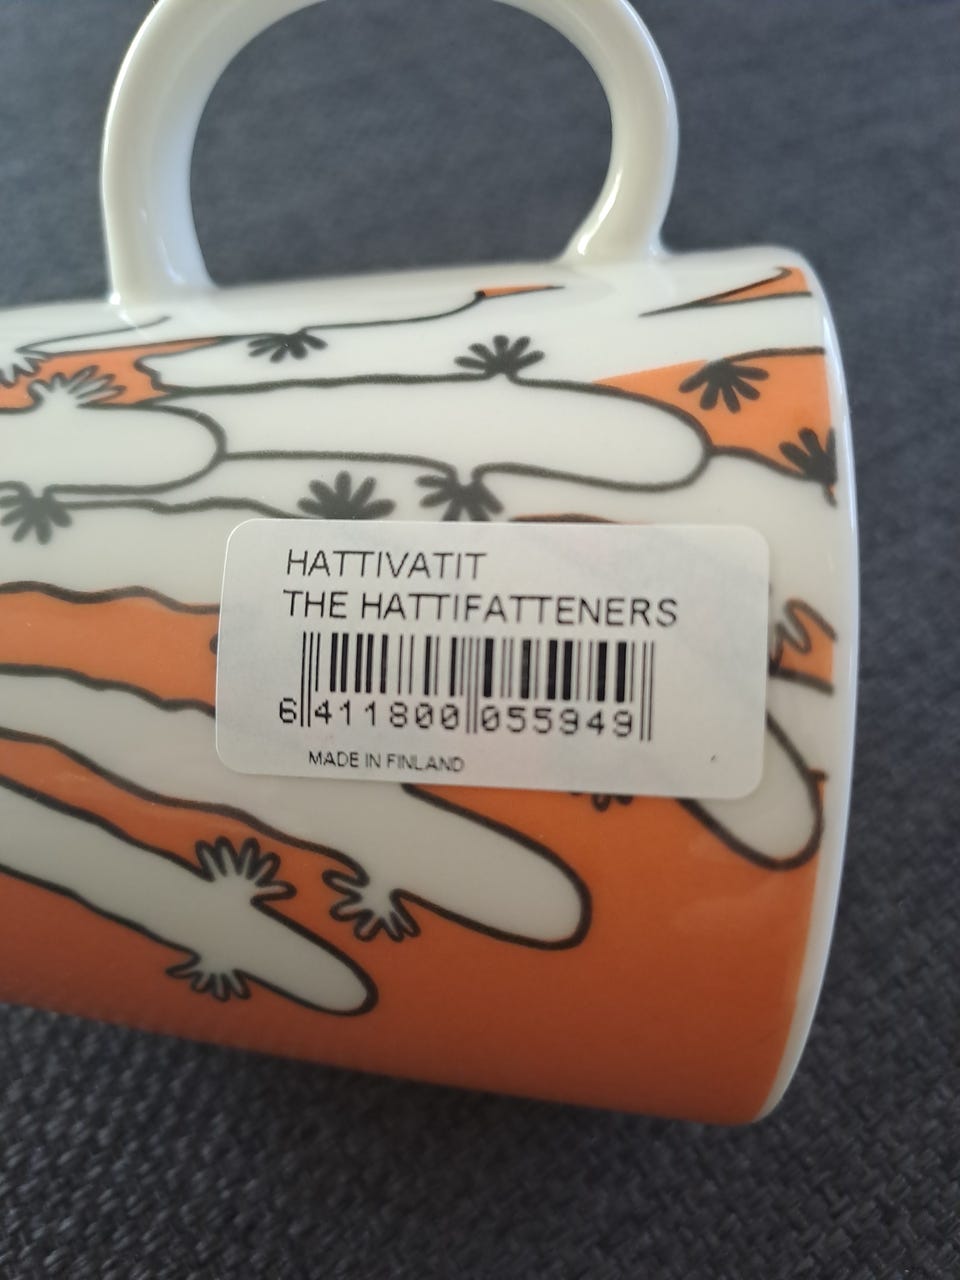 HATTIVATIT
THE HATTIFATTENERS
6 411800 055949
MADE IN FINLAND